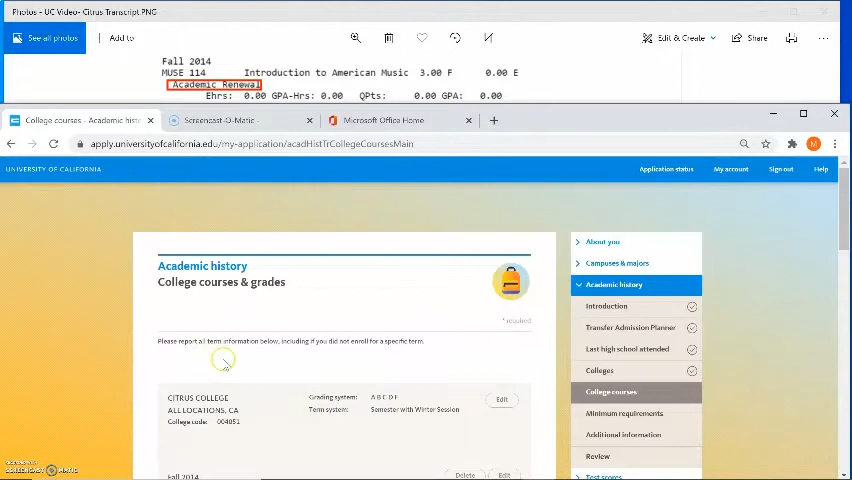 Photos - UC Video- Citrus Transcript.PNG
See all photos
Add to
Edit & Create
Share
Fall 2014
MUSE 114 Introduction to American Music 3.00 F 0.00 E
Academic Renewal
Ehrs: 0.00 GPA-Hrs: 0.00 QPts: 0.00 GPA: 0.00
College courses - Academic histo
Screencast-O-Matic -
Microsoft Office Home
apply.universityofcalifornia.edu/my-application/acadHistTrCollegeCoursesMain
M
UNIVERSITY OF CALIFORNIA
Application status
My account
Sign out
Help
Academic history
College courses & grades
* required
Please report all term information below, including if you did not enroll for a specific term.
CITRUS COLLEGE
ALL LOCATIONS, CA
College code: 004051
Grading system: A B C D F
Term system: Semester with Winter Session
Edit
Fall 2014
Delete
Edit
About you
Campuses & majors
Academic history
Introduction
Transfer Admission Planner
Last high school attended
Colleges
College courses
Minimum requirements
Additional information
Review
Test scores
SCREENCAST MATIC